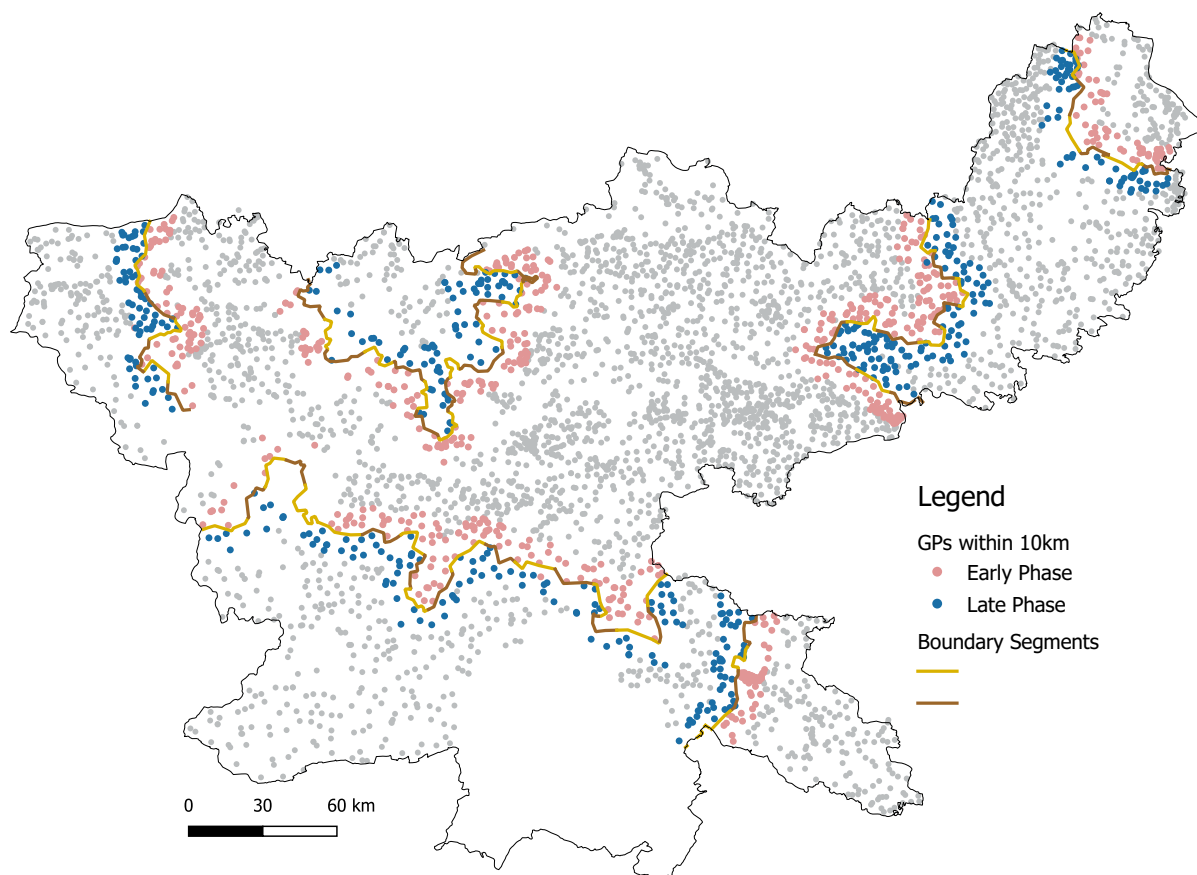 Legend
GPs within 10km
Early Phase
Late Phase
Boundary Segments
0 30 60 km